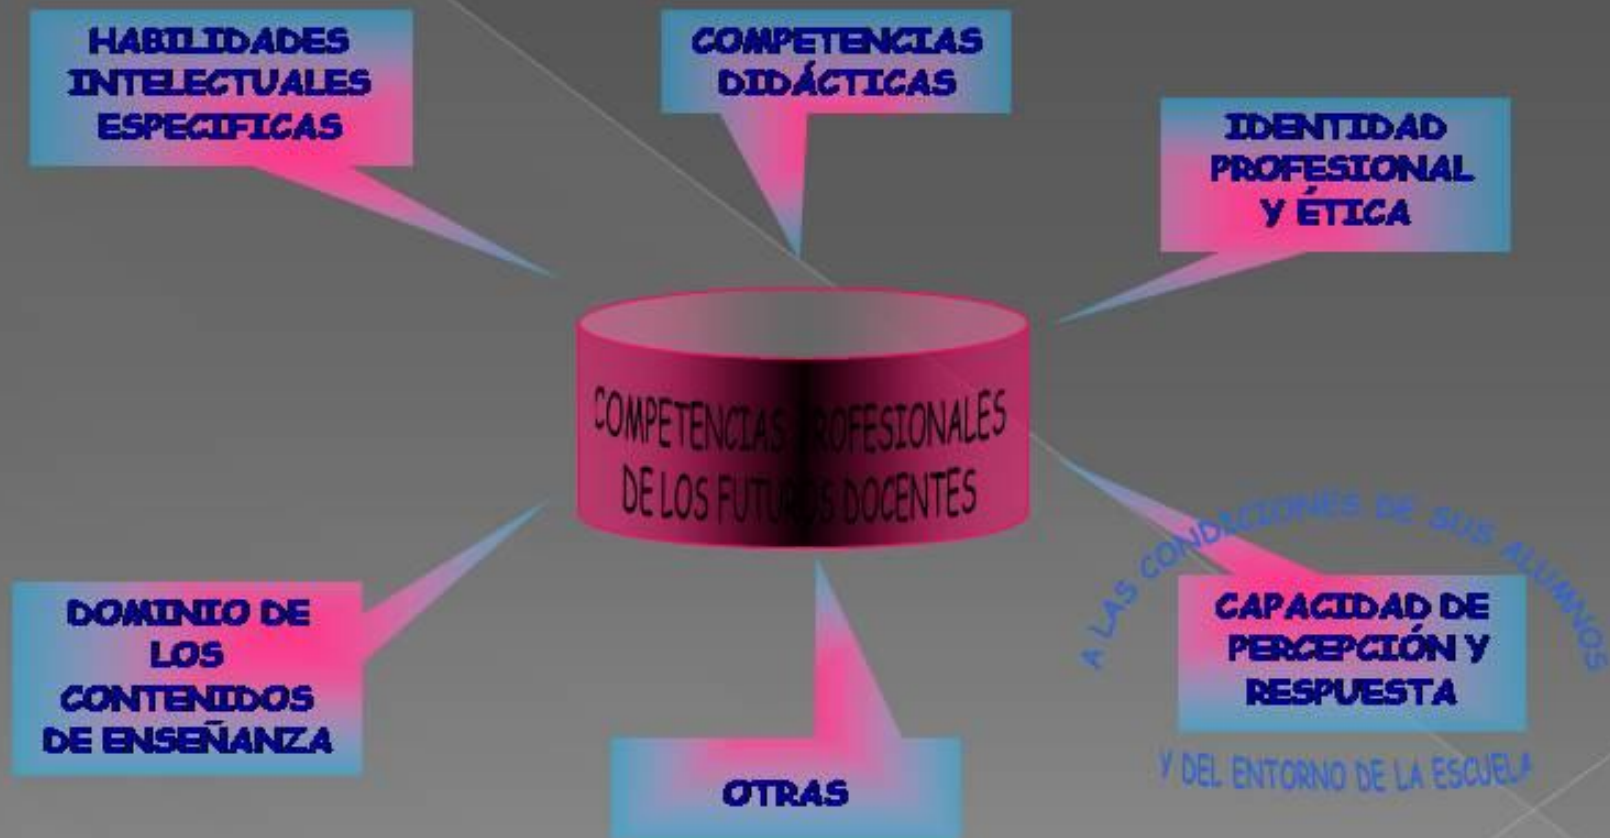 HABILIDADES
INTELECTUALES
ESPECIFICAS
COMPETENCIAS
DIDÁCTICAS
IDENTIDAD
PROFESIONAL
Y ÉTICA
COMPETENCIAS PROFESIONALES
DE LOS FUTUROS DOCENTES
DOMINIO DE
LOS
CONTENIDOS
DE ENSEÑANZA
OTRAS
CAPACIDAD DE
PERCEPCIÓN Y
RESPUESTA
A LAS CONDICIONES DE SUS ALUMNOS
Y DEL ENTORNO DE LA ESCUELA